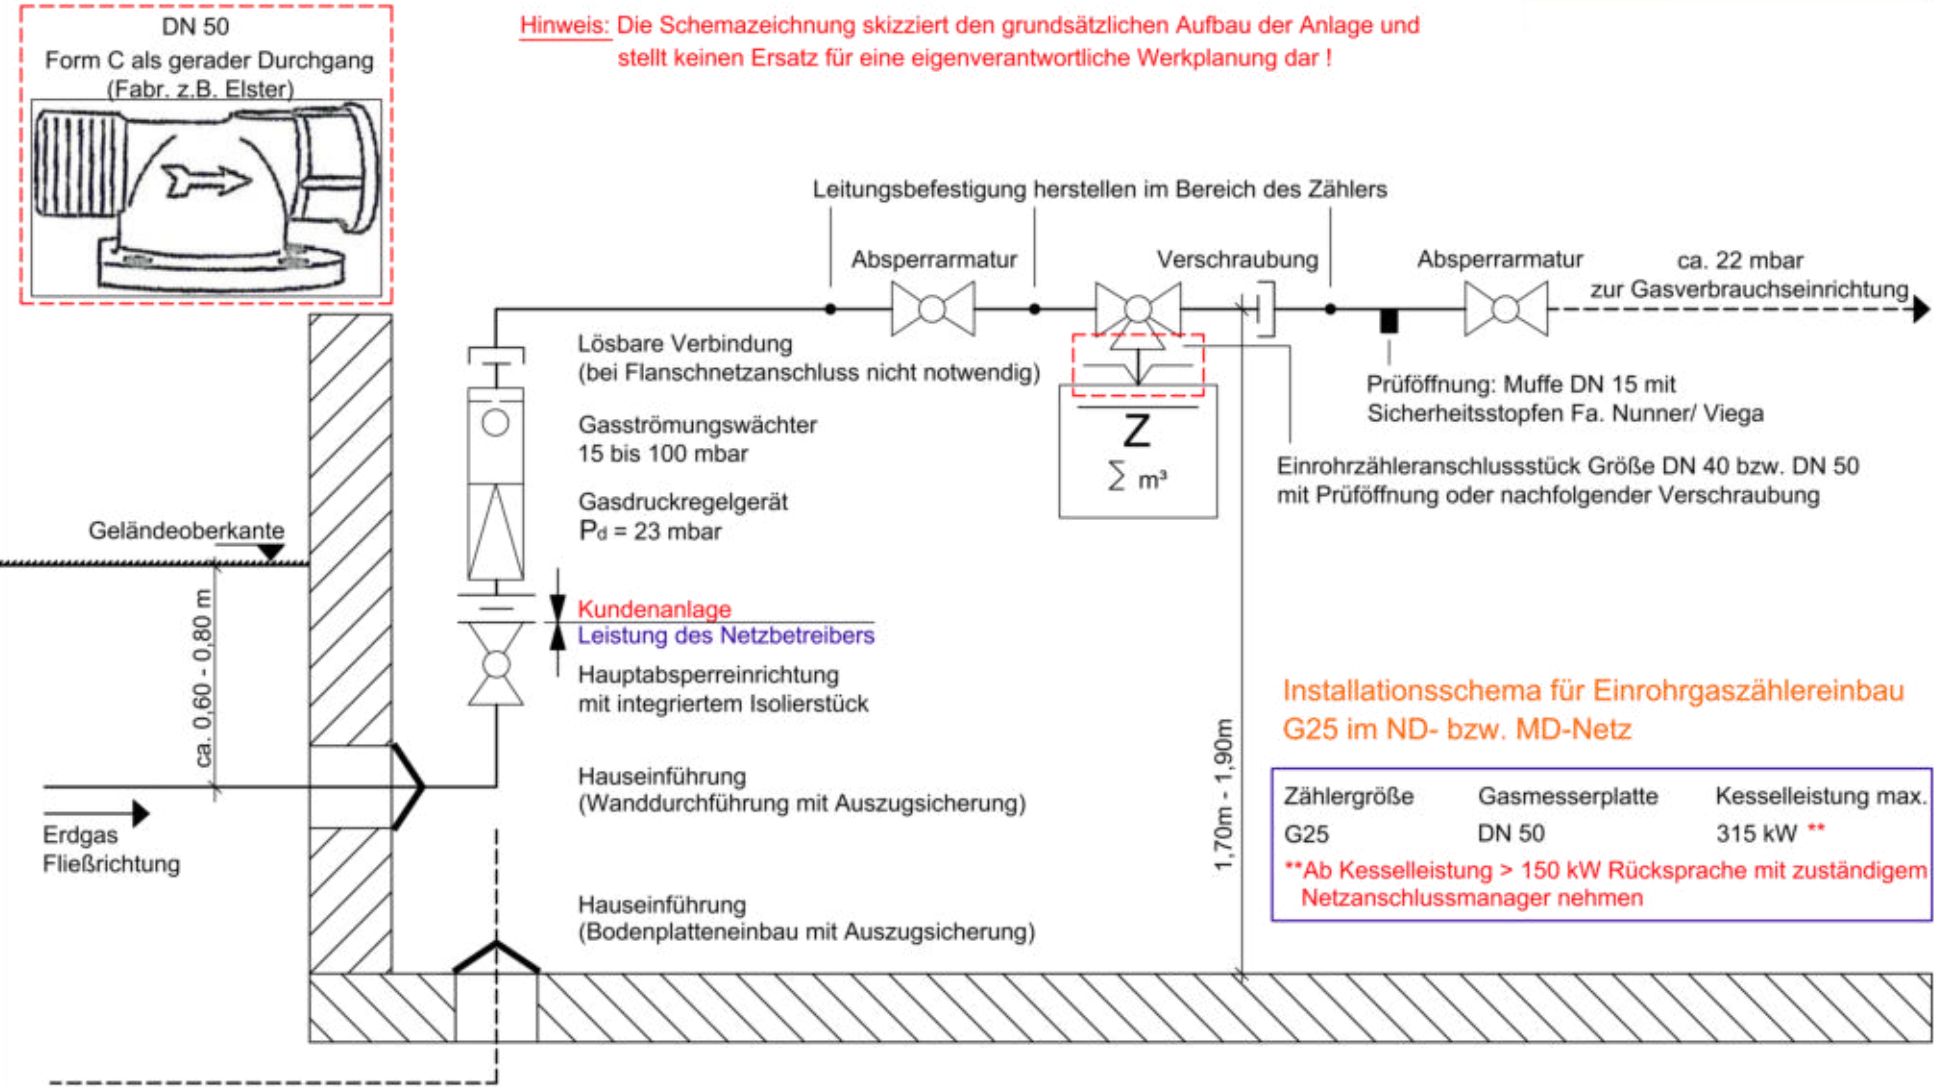 DN 50
Form C als gerader Durchgang
(Fabr. z.B. Elster)
Hinweis: Die Schemazeichnung skizziert den grundsätzlichen Aufbau der Anlage und
stellt keinen Ersatz für eine eigenverantwortliche Werkplanung dar !
Leitungsbefestigung herstellen im Bereich des Zählers
Absperrarmatur
Verschraubung
Absperrarmatur
ca. 22 mbar
zur Gasverbrauchseinrichtung
Lösbare Verbindung
(bei Flanschnetzanschluss nicht notwendig)
Gasströmungswächter
15 bis 100 mbar
Gasdruckregelgerät
Pd = 23 mbar
Z
∑ m³
Prüföffnung: Muffe DN 15 mit
Sicherheitsstopfen Fa. Nunner/ Viega
Einrohrzähleranschlussstück Größe DN 40 bzw. DN 50
mit Prüföffnung oder nachfolgender Verschraubung
Geländeoberkante
ca. 0,60 - 0,80 m
Kundenanlage
Leistung des Netzbetreibers
Hauptabsperreinrichtung
mit integriertem Isolierstück
Hauseinführung
(Wanddurchführung mit Auszugsicherung)
Erdgas
Fließrichtung
Hauseinführung
(Bodenplatteneinbau mit Auszugsicherung)
1,70m - 1,90m
Installationsschema für Einrohrgaszählereinbau
G25 im ND- bzw. MD-Netz
Zählergröße Gasmesserplatte Kesselleistung max.
G25 DN 50 315 kW **
**Ab Kesselleistung > 150 kW Rücksprache mit zuständigem
Netzanschlussmanager nehmen